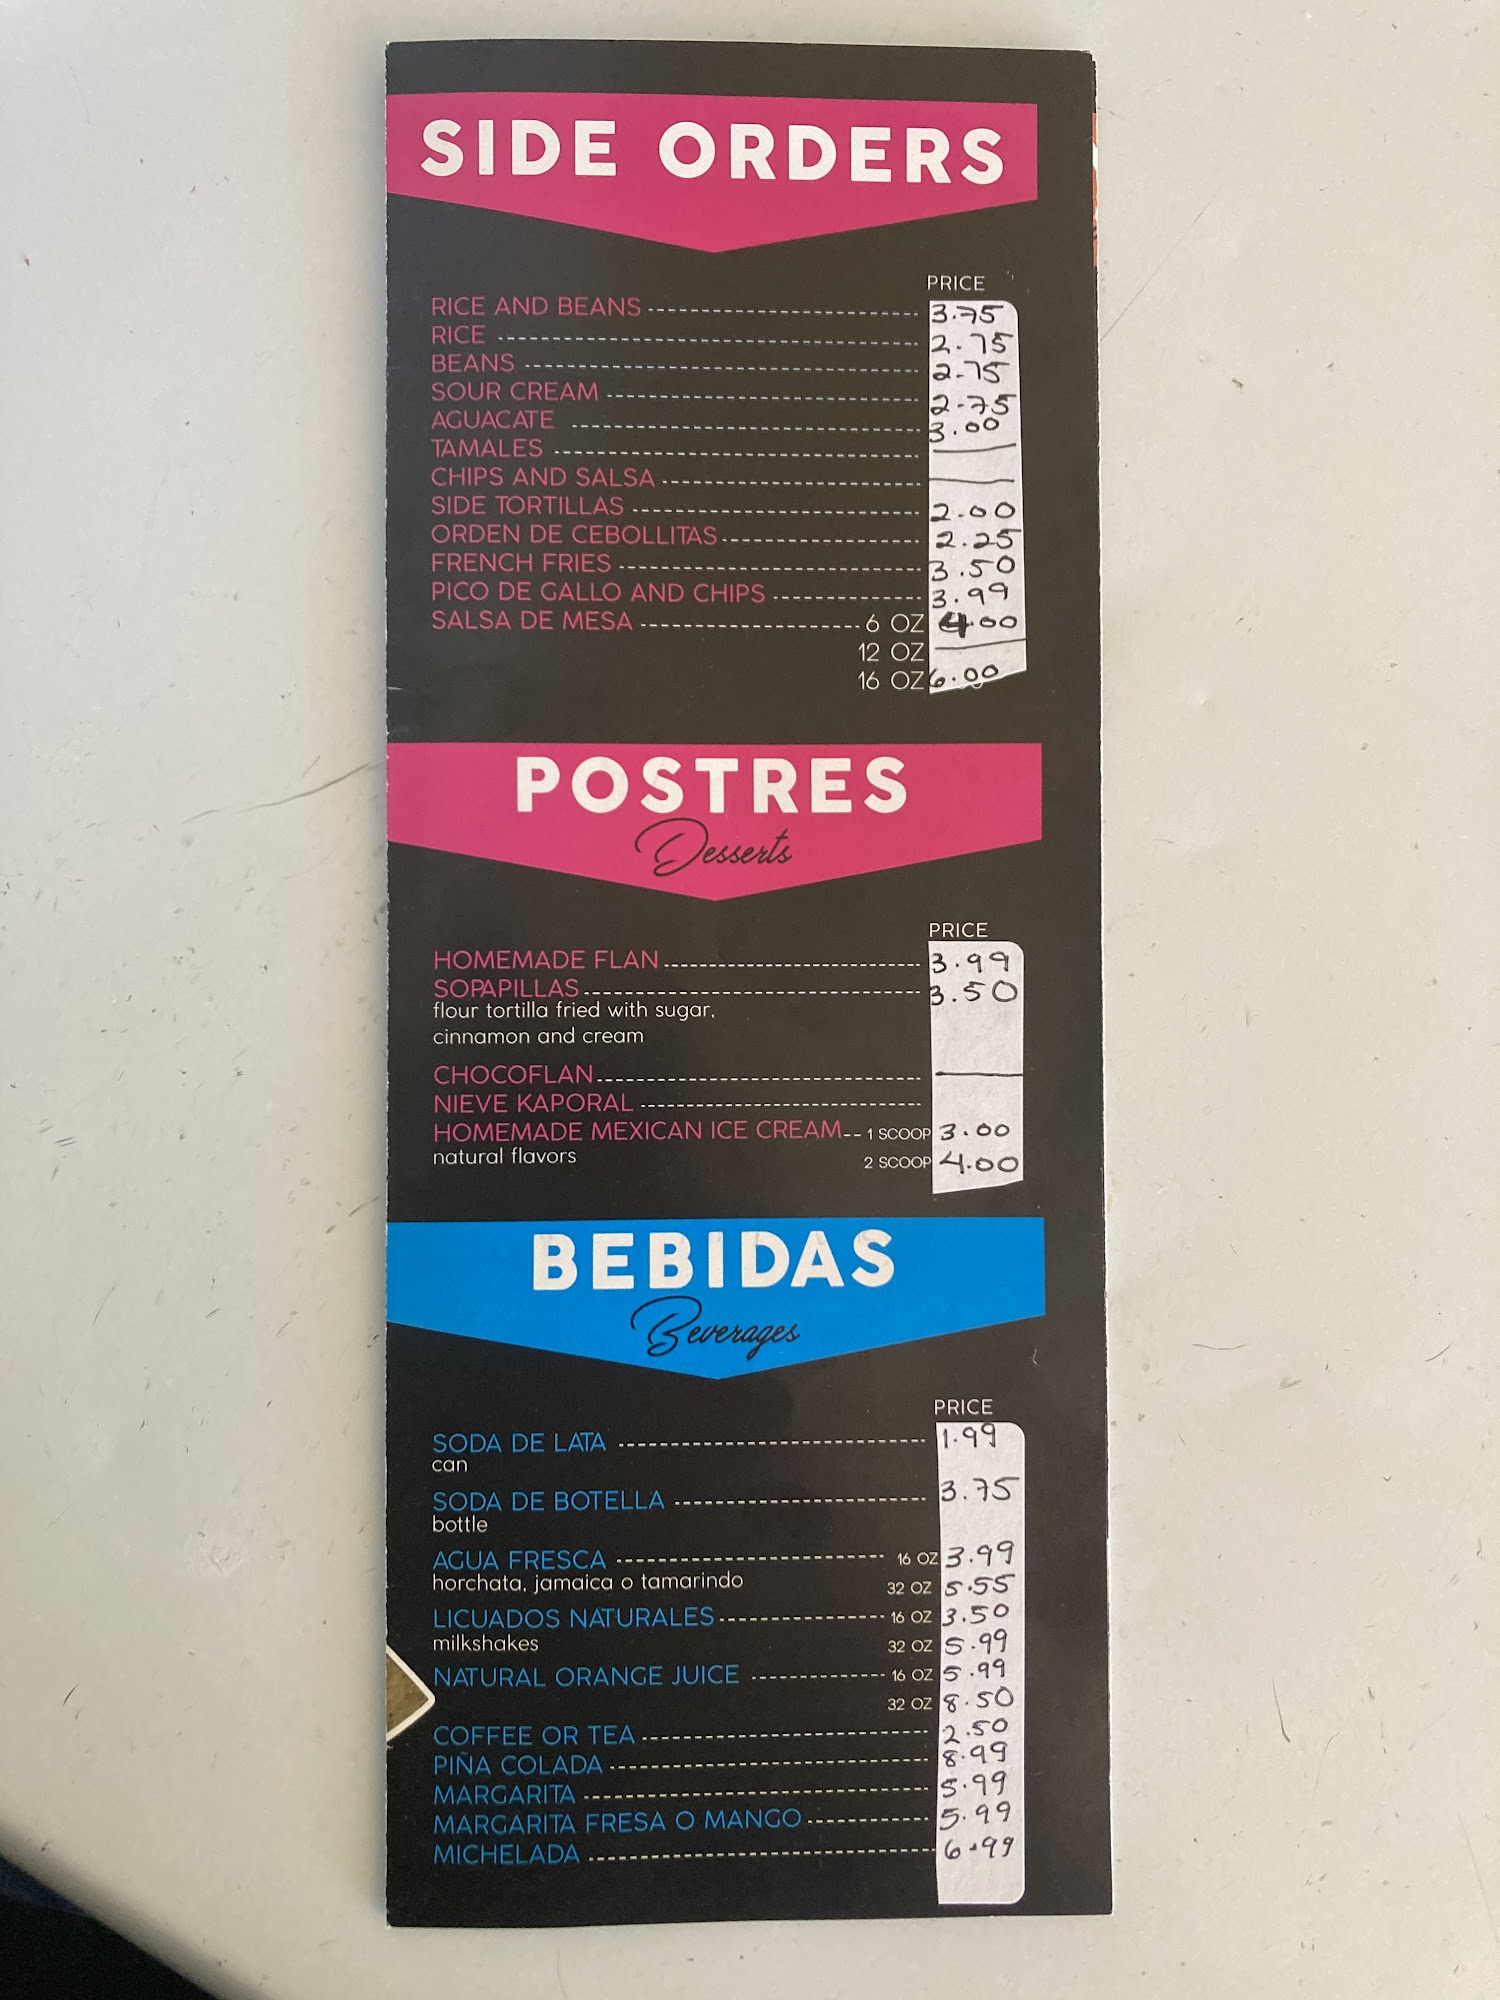 SIDE ORDERS
PRICE
RICE AND BEANS 3.75
RICE 2.75
BEANS 2.75
SOUR CREAM 2.75
AGUACATE 3.00
TAMALES
CHIPS AND SALSA
SIDE TORTILLAS 2.00
ORDEN DE CEBOLLITAS 2.25
FRENCH FRIES 3.50
PICO DE GALLO AND CHIPS 3.99
SALSA DE MESA 6 OZ 4.00
12 OZ
16 OZ 6.00
POSTRES
Desserts
PRICE
HOMEMADE FLAN 3.99
SOPAPILLAS 3.50
flour tortilla fried with sugar,
cinnamon and cream
CHOCOFLAN
NIEVE KAPORAL
HOMEMADE MEXICAN ICE CREAM 1 SCOOP 3.00
natural flavors 2 SCOOP 4.00
BEBIDAS
Beverages
PRICE
SODA DE LATA 1.99
can
SODA DE BOTELLA 3.75
bottle
AGUA FRESCA 16 OZ 3.99
horchata, jamaica o tamarindo 32 OZ 5.55
LICUADOS NATURALES 16 OZ 3.50
milkshakes 32 OZ 5.99
NATURAL ORANGE JUICE 16 OZ 5.99
32 OZ 8.50
COFFEE OR TEA 2.50
PIÑA COLADA 8.99
MARGARITA 5.99
MARGARITA FRESA O MANGO 5.99
MICHELADA 6.99